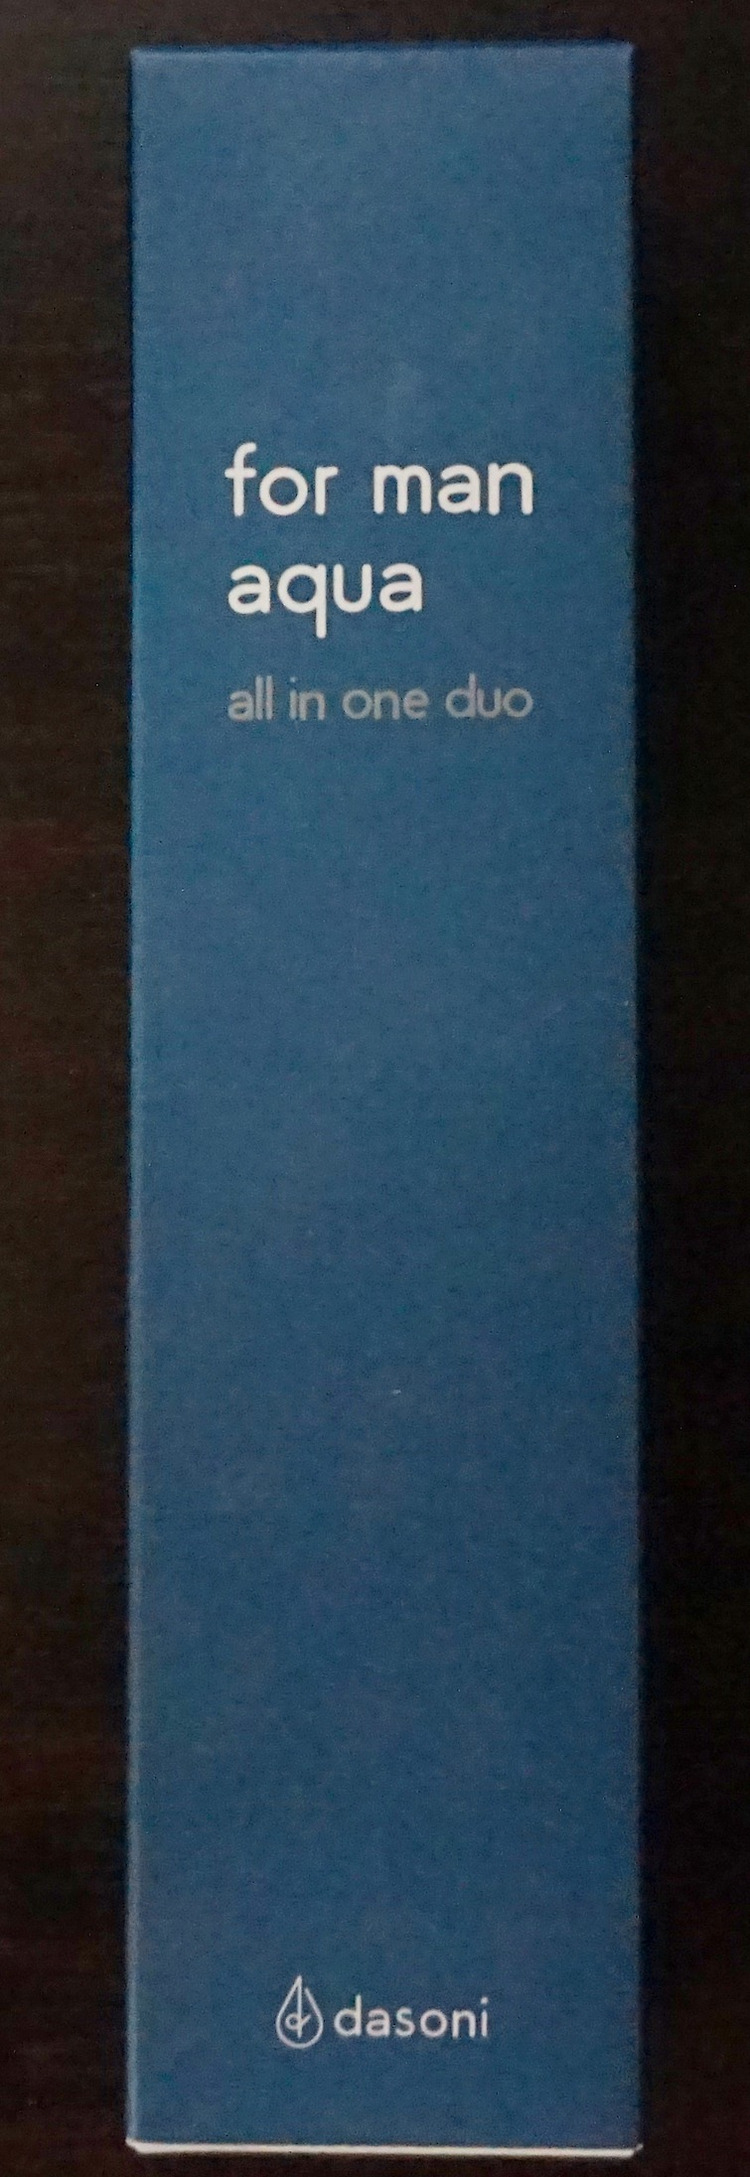 for man
aqua
all in one duo
dasoni